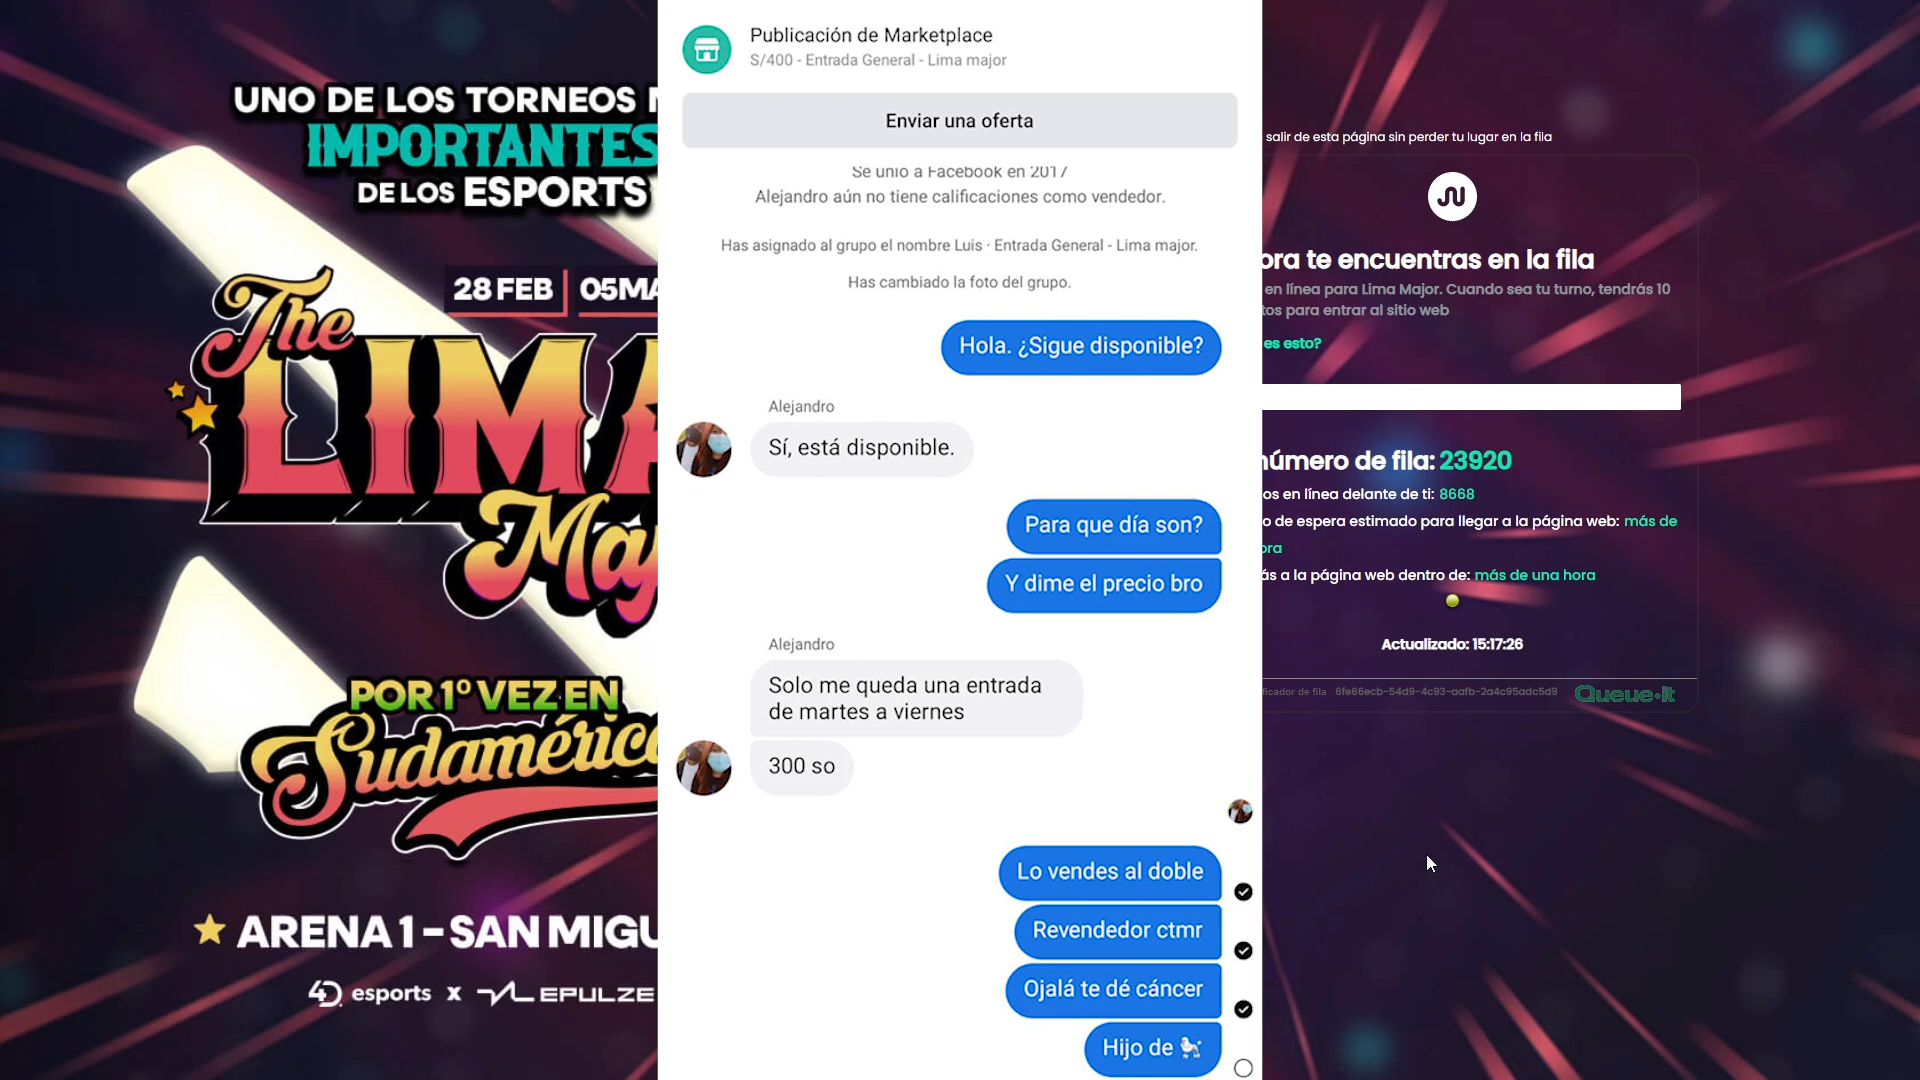 UNO DE LOS TORNEOS
IMPORTANTES
DE LOS ESPORTS
28 FEB
05MA
The
LIMA
Maj
POR 1º VEZ EN
Sudaméric
ARENA 1 - SAN MIGU
4D esports x EPULZE
Publicación de Marketplace
S/400 - Entrada General - Lima major
Enviar una oferta
Se unió a Facebook en 2017
Alejandro aún no tiene calificaciones como vendedor.
Has asignado al grupo el nombre Luis · Entrada General - Lima major.
Has cambiado la foto del grupo.
Hola. ¿Sigue disponible?
Alejandro
Sí, está disponible.
Para que día son?
Y dime el precio bro
Alejandro
Solo me queda una entrada
de martes a viernes
300 so
Lo vendes al doble
Revendedor ctmr
Ojalá te dé cáncer
Hijo de 🐩
salir de esta página sin perder tu lugar en la fila
ora te encuentras en la fila
en línea para Lima Major. Cuando sea tu turno, tendrás 10
tos para entrar al sitio web
es esto?
número de fila: 23920
os en línea delante de ti: 8668
o de espera estimado para llegar a la página web: más de
ora
ás a la página web dentro de: más de una hora
Actualizado: 15:17:26
ficador de fila 6fe66ecb-54d9-4c93-aafb-2a4c95adc5d9
Queue-it